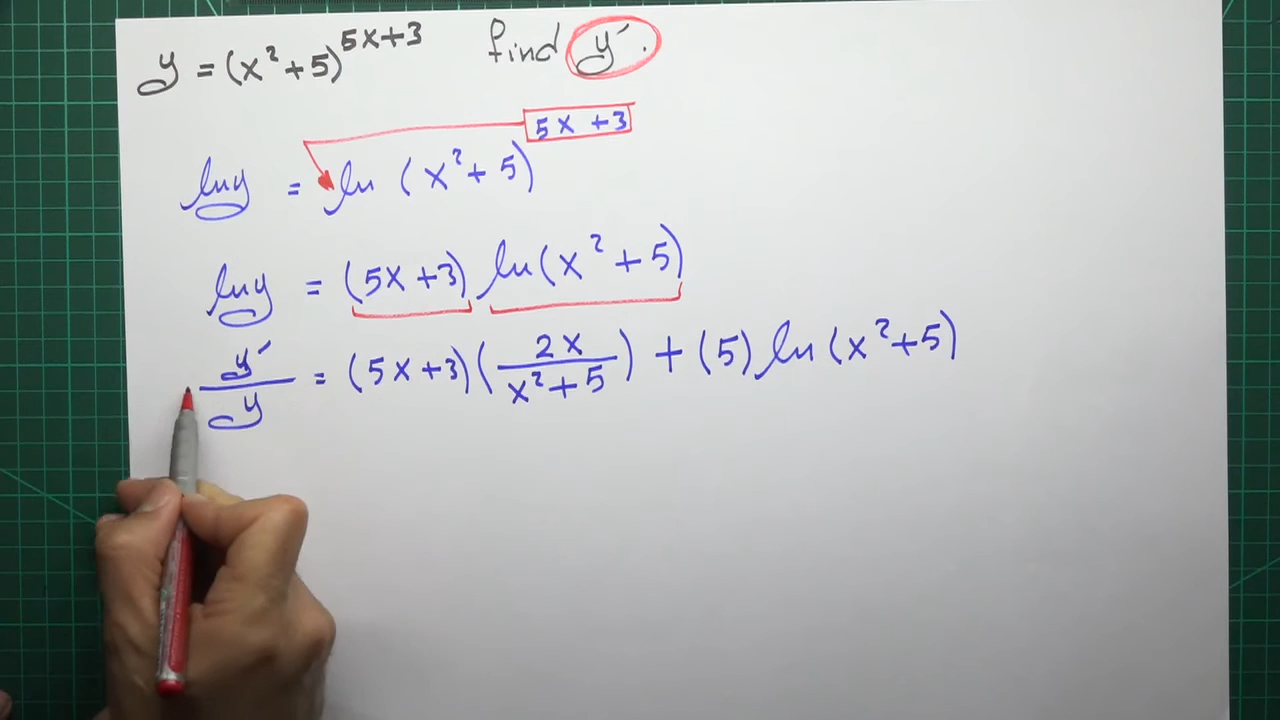 y = (x²+5)^(5x+3) find y′.
5x +3
ln y = ln (x²+5)
ln y = (5x+3) ln(x²+5)
y′/y = (5x+3)(2x/(x²+5)) + (5) ln(x²+5)